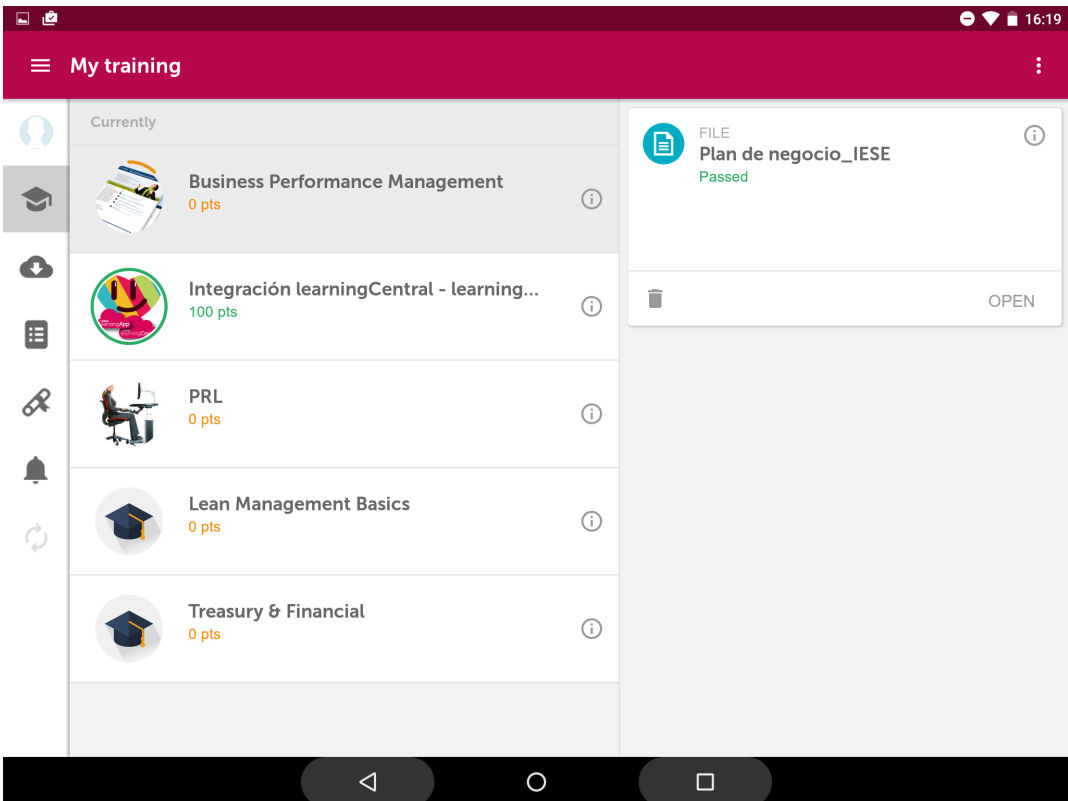 16:19
My training
Currently
Business Performance Management
0 pts
Integración learningCentral - learning...
100 pts
PRL
0 pts
Lean Management Basics
0 pts
Treasury & Financial
0 pts
FILE
Plan de negocio_IESE
Passed
OPEN